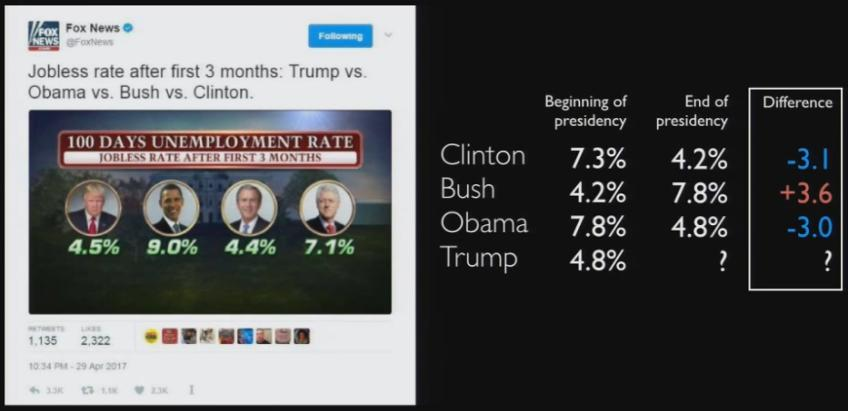 FOX
NEWS
Fox News
@FoxNews
Following
Jobless rate after first 3 months: Trump vs.
Obama vs. Bush vs. Clinton.
100 DAYS UNEMPLOYMENT RATE
JOBLESS RATE AFTER FIRST 3 MONTHS
4.5% 9.0% 4.4% 7.1%
RETWEETS LIKES
1,135 2,322
10:34 PM - 29 Apr 2017
3.3K 1.1K 2.3K
Beginning of presidency End of presidency Difference
Clinton 7.3% 4.2% -3.1
Bush 4.2% 7.8% +3.6
Obama 7.8% 4.8% -3.0
Trump 4.8% ? ?